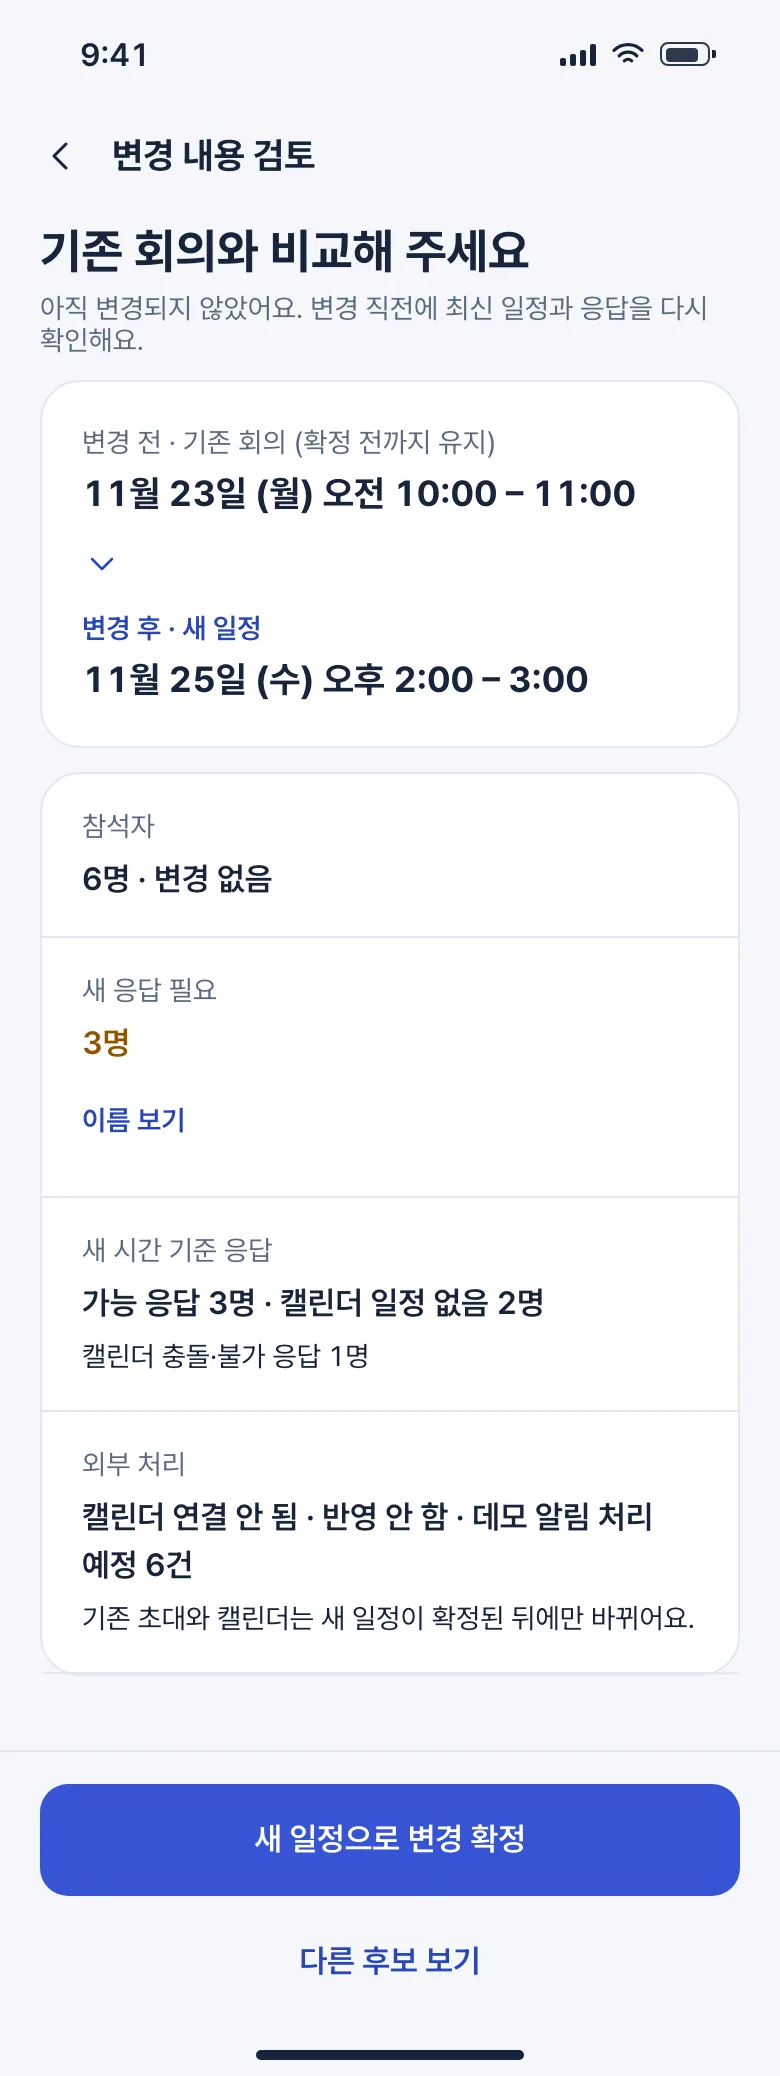 9:41
변경 내용 검토
기존 회의와 비교해 주세요
아직 변경되지 않았어요. 변경 직전에 최신 일정과 응답을 다시
확인해요.
변경 전 · 기존 회의 (확정 전까지 유지)
11월 23일 (월) 오전 10:00 – 11:00
변경 후 · 새 일정
11월 25일 (수) 오후 2:00 – 3:00
참석자
6명 · 변경 없음
새 응답 필요
3명
이름 보기
새 시간 기준 응답
가능 응답 3명 · 캘린더 일정 없음 2명
캘린더 충돌·불가 응답 1명
외부 처리
캘린더 연결 안 됨 · 반영 안 함 · 데모 알림 처리
예정 6건
기존 초대와 캘린더는 새 일정이 확정된 뒤에만 바뀌어요.
새 일정으로 변경 확정
다른 후보 보기